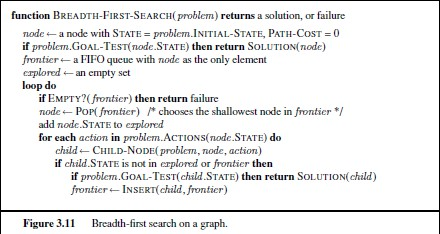 function BREADTH-FIRST-SEARCH(problem) returns a solution, or failure
node ← a node with STATE = problem.INITIAL-STATE, PATH-COST = 0
if problem.GOAL-TEST(node.STATE) then return SOLUTION(node)
frontier ← a FIFO queue with node as the only element
explored ← an empty set
loop do
if EMPTY?(frontier) then return failure
node ← POP(frontier) /* chooses the shallowest node in frontier */
add node.STATE to explored
for each action in problem.ACTIONS(node.STATE) do
child ← CHILD-NODE(problem, node, action)
if child.STATE is not in explored or frontier then
if problem.GOAL-TEST(child.STATE) then return SOLUTION(child)
frontier ← INSERT(child, frontier)
Figure 3.11 Breadth-first search on a graph.